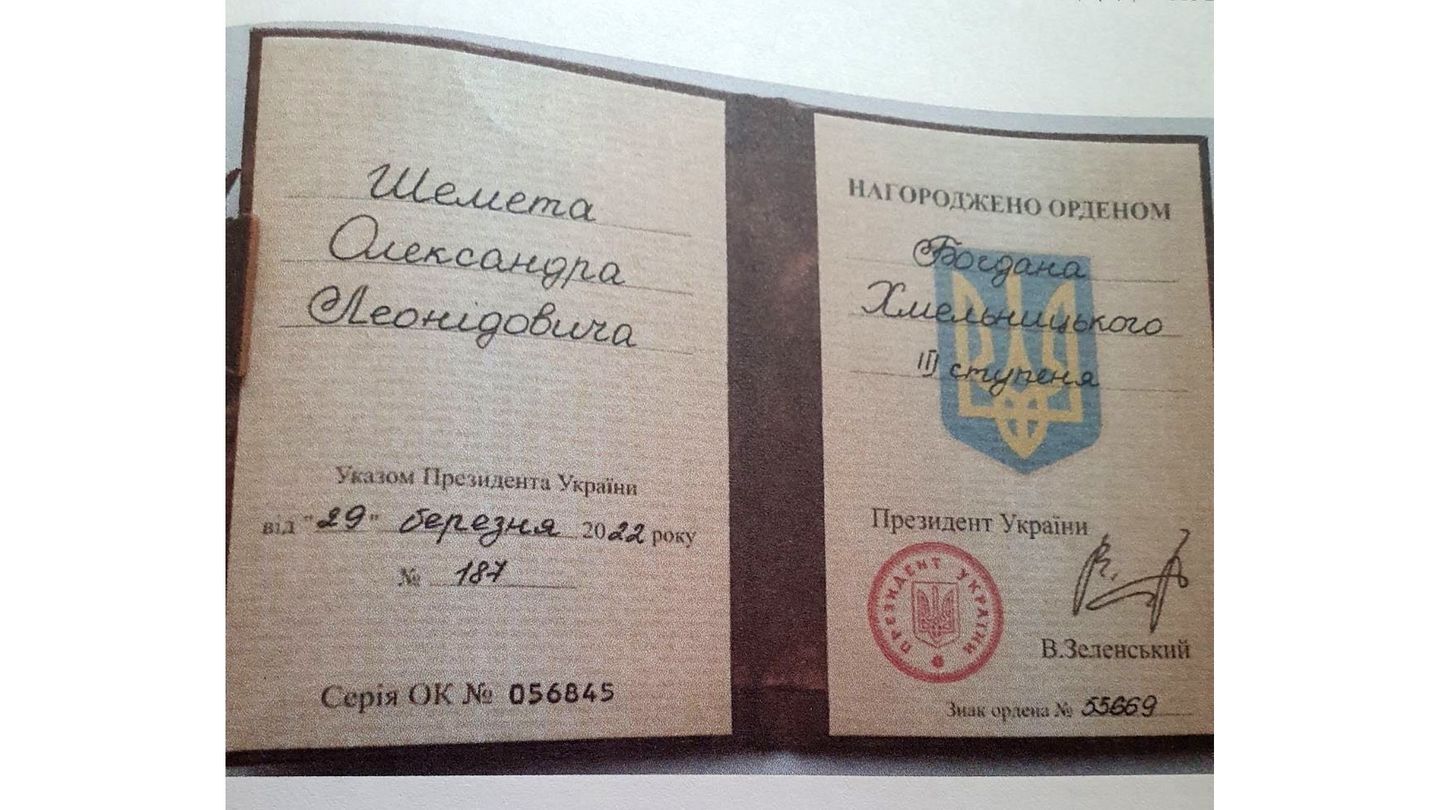 Шемета
Олександра
Леонідовича
Указом Президента України
від "29" березня 2022 року
№ 187
Серія ОК № 056845
НАГОРОДЖЕНО ОРДЕНОМ
Богдана
Хмельницького
III ступеня
Президент України
ПРЕЗИДЕНТ УКРАЇНИ
В.Зеленський
Знак ордена № 55669